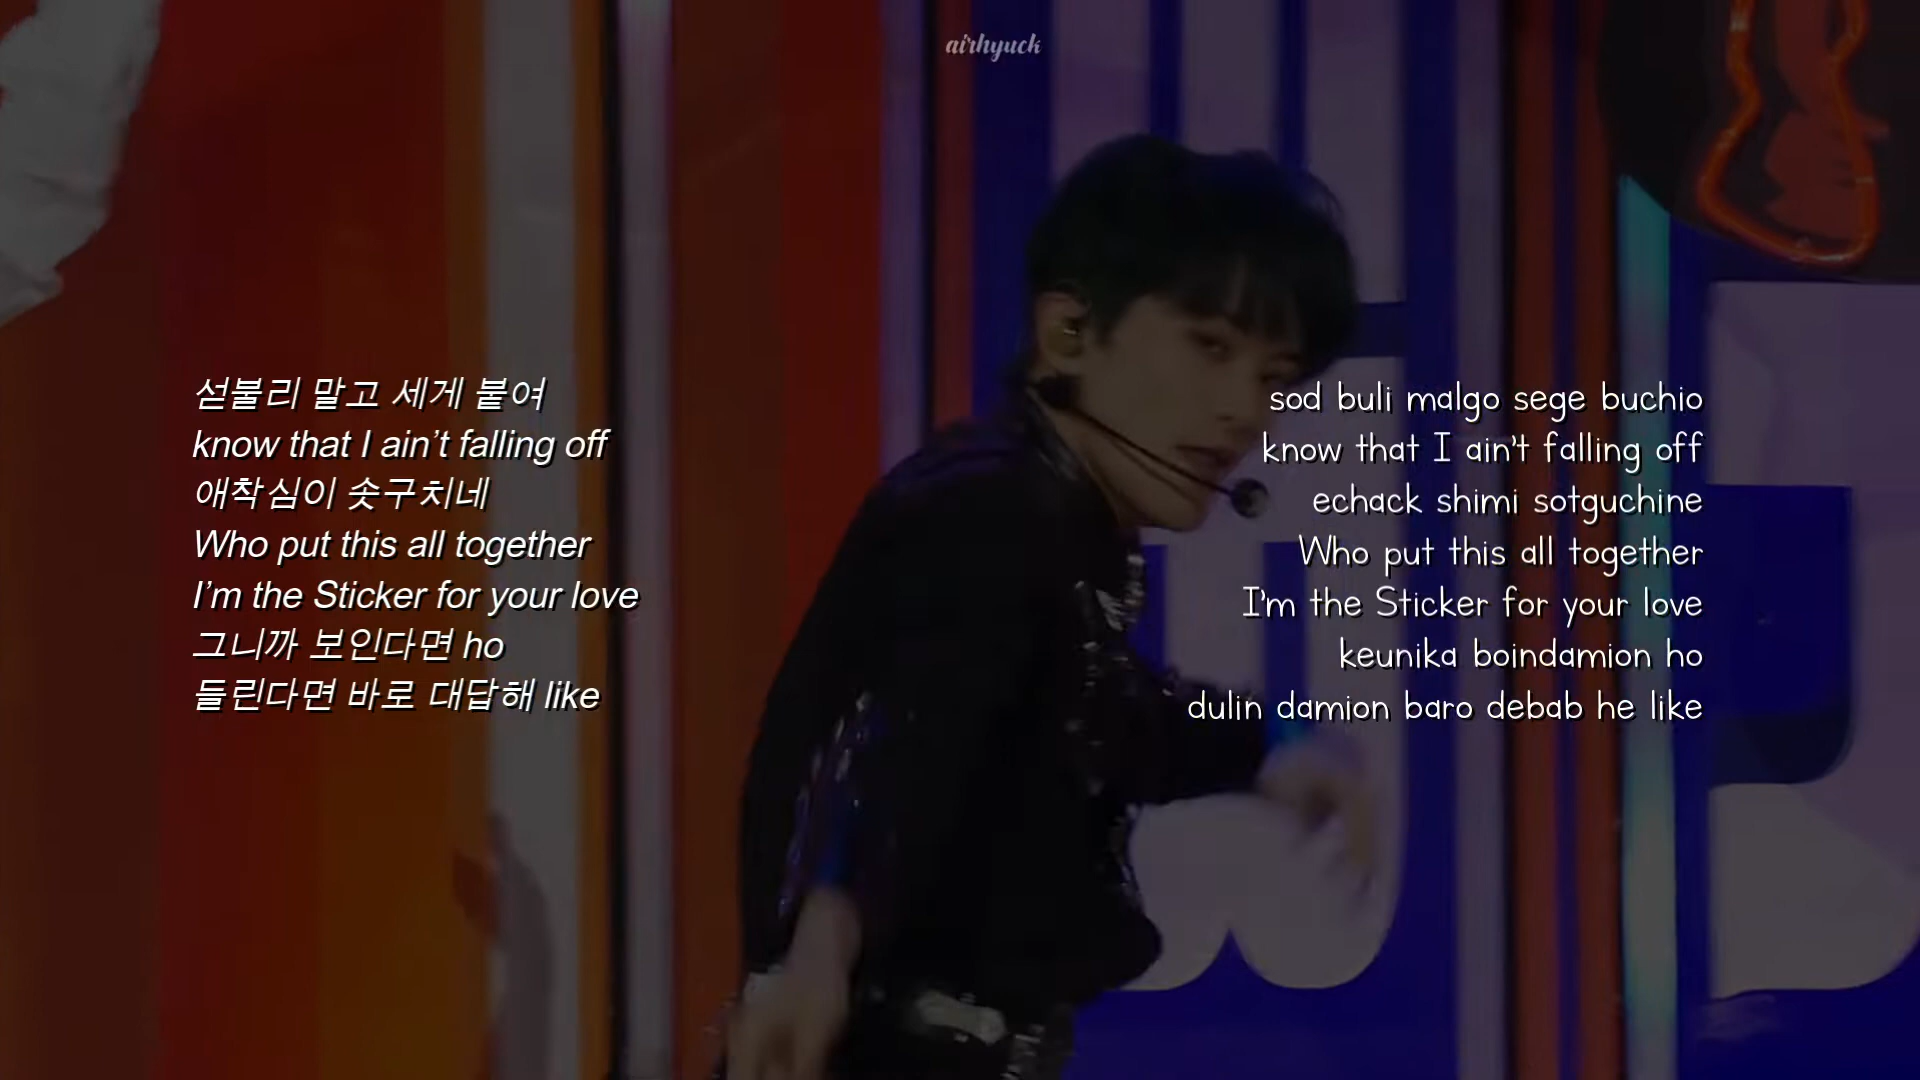 airhyuck
섣불리 말고 세게 붙여
know that I ain’t falling off
애착심이 솟구치네
Who put this all together
I’m the Sticker for your love
그니까 보인다면 ho
들린다면 바로 대답해 like
sod buli malgo sege buchio
know that I ain't falling off
echack shimi sotguchine
Who put this all together
I'm the Sticker for your love
keunika boindamion ho
dulin damion baro debab he like